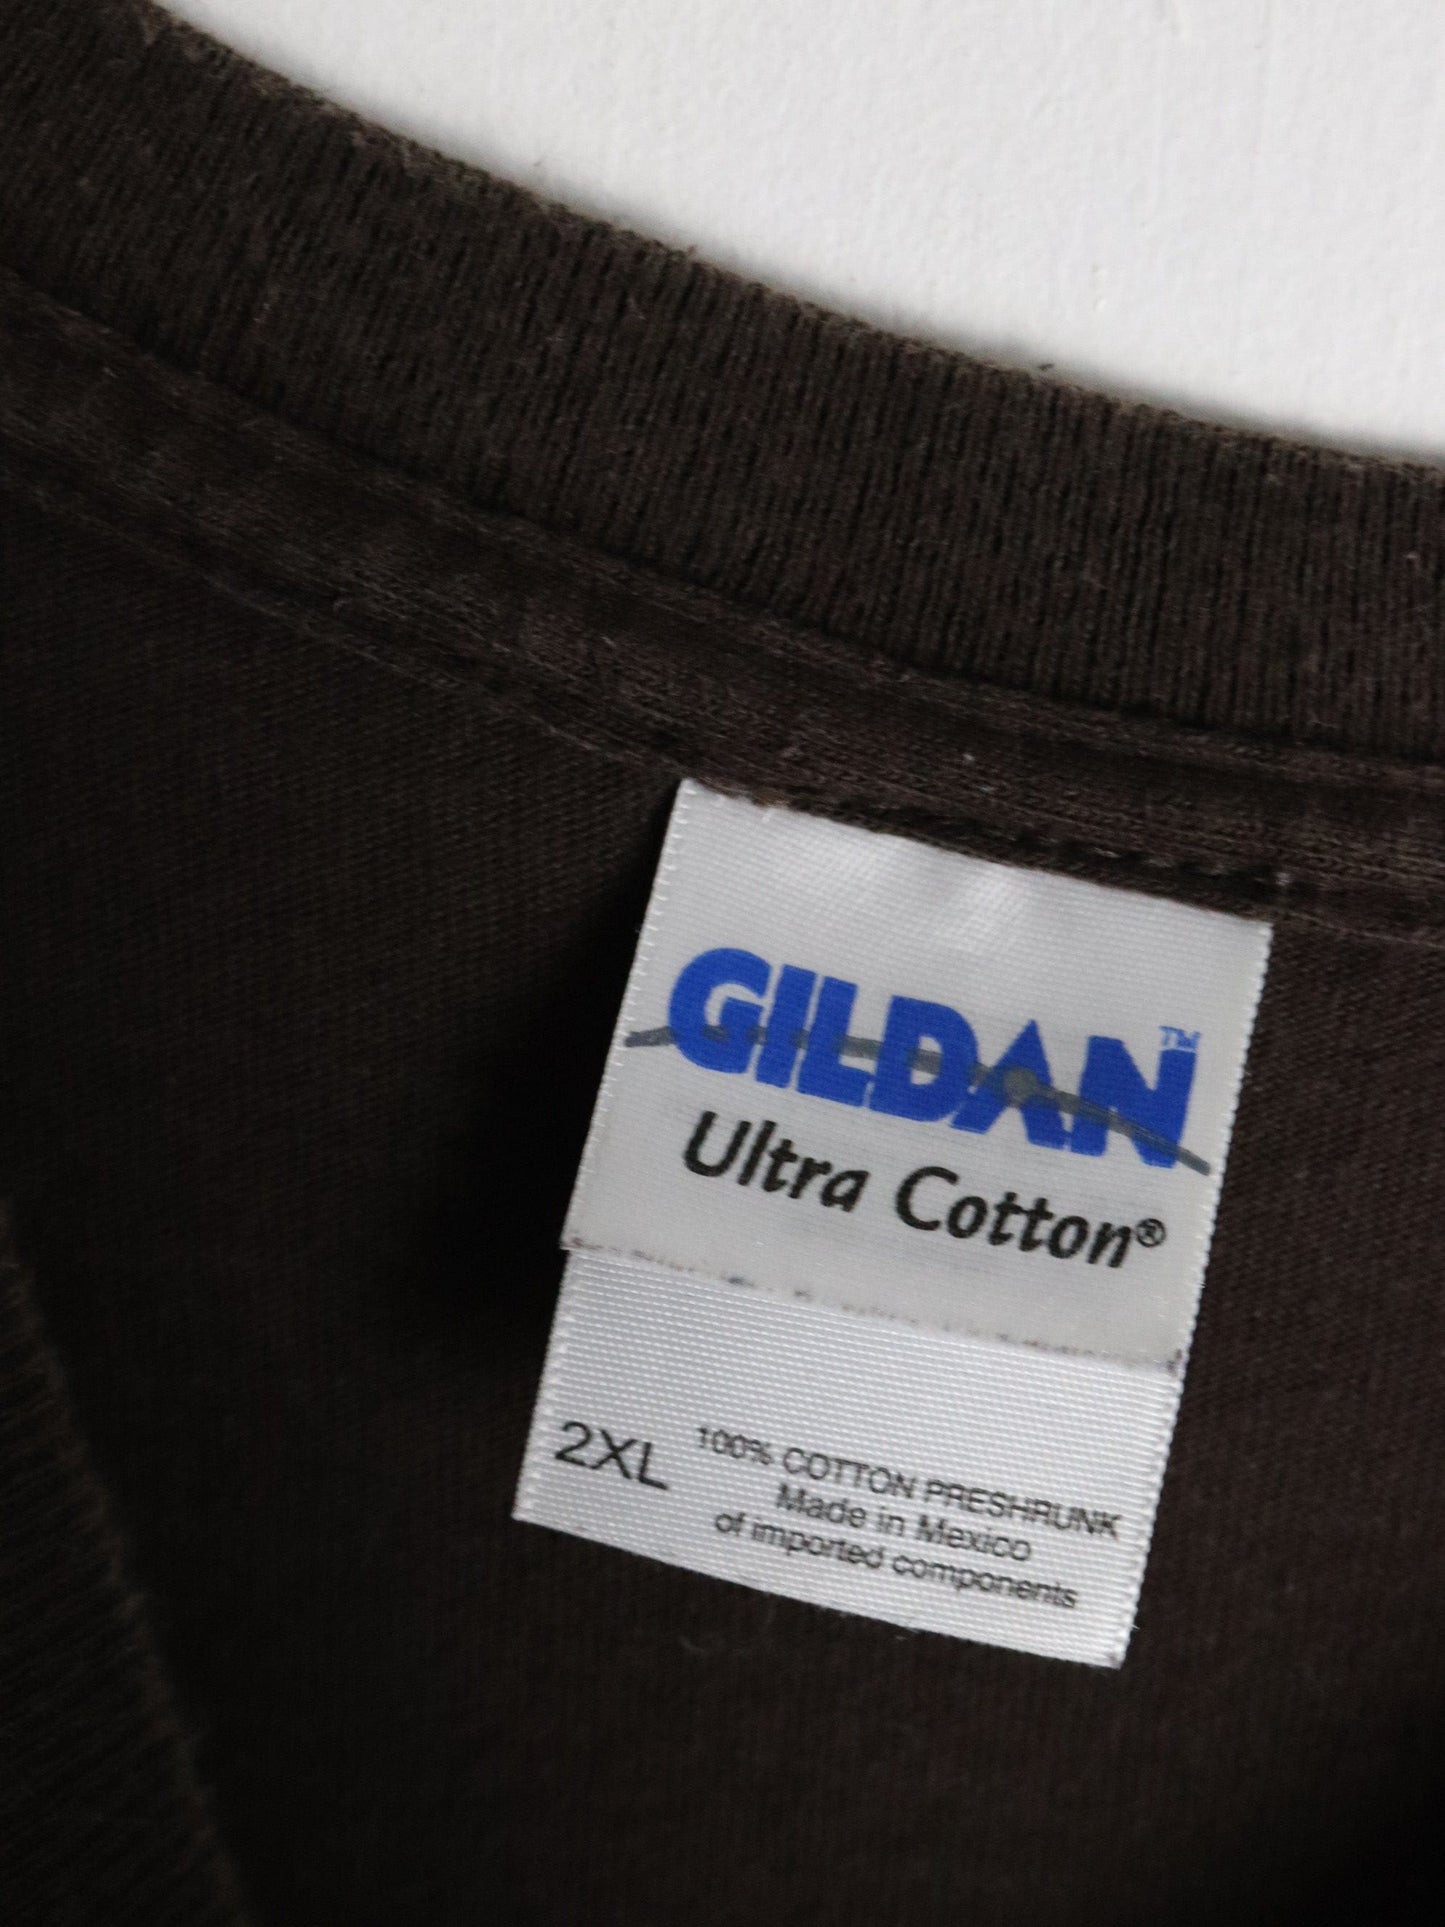 GILDAN™
Ultra Cotton®
2XL
100% COTTON PRESHRUNK
Made in Mexico
of imported components